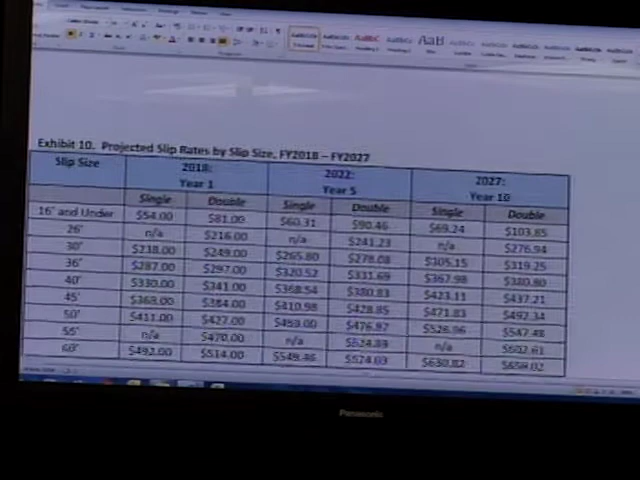 Exhibit 10. Projected Slip Rates by Slip Size, FY2018 – FY2027
Slip Size 2018: Year 1 2022: Year 5 2027: Year 10
Single Double Single Double Single Double
16' and Under $54.00 $81.00 $60.31 $90.46 $69.24 $103.85
26' n/a $216.00 n/a $241.23 n/a $276.94
30' $238.00 $249.00 $265.80 $278.08 $305.15 $319.25
36' $287.00 $297.00 $320.52 $331.69 $367.98 $380.80
40' $330.00 $341.00 $368.54 $380.83 $423.11 $437.21
45' $368.00 $384.00 $410.98 $428.85 $471.83 $492.34
50' $411.00 $427.00 $459.00 $476.87 $526.96 $547.48
55' n/a $470.00 n/a $524.89 n/a $602.61
60' $492.00 $514.00 $549.46 $574.03 $630.82 $659.02
Panasonic